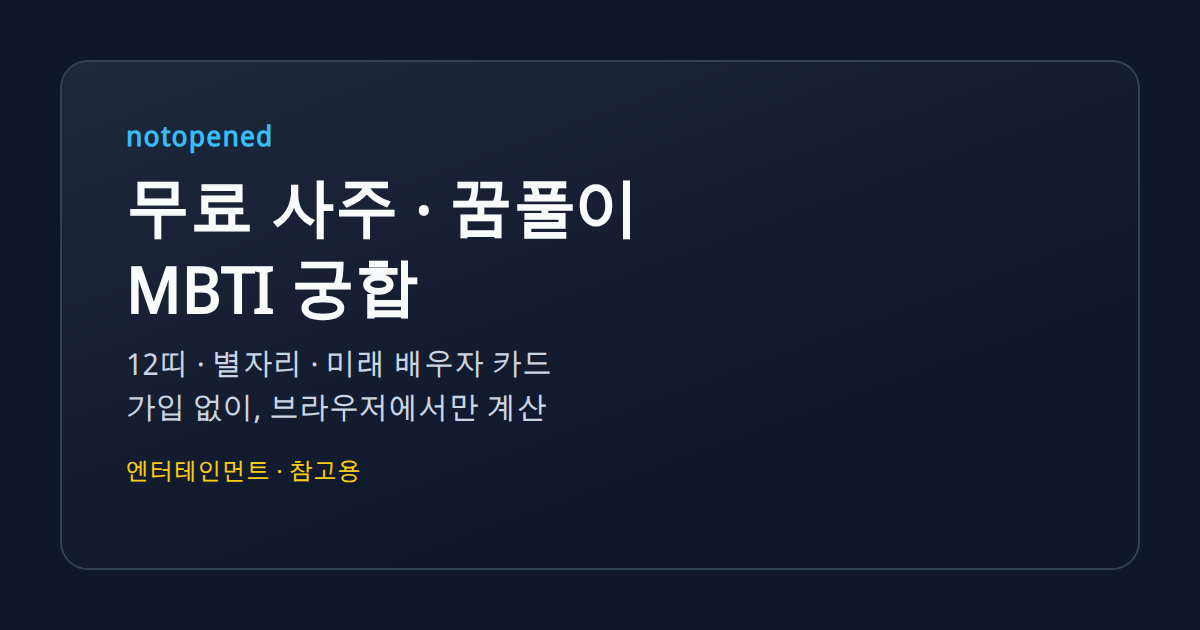 notopened
무료 사주 · 꿈풀이
MBTI 궁합
12띠 · 별자리 · 미래 배우자 카드
가입 없이, 브라우저에서만 계산
엔터테인먼트 · 참고용